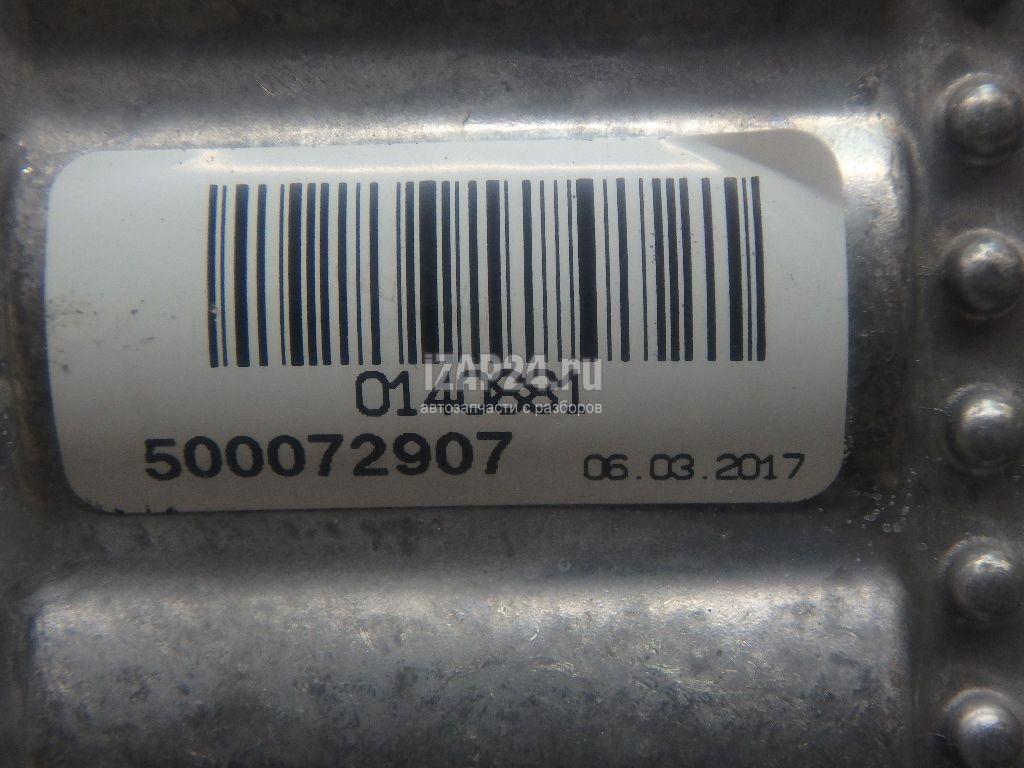 iZAP24.ru
автозапчасти с разборов
500072907
06.03.2017